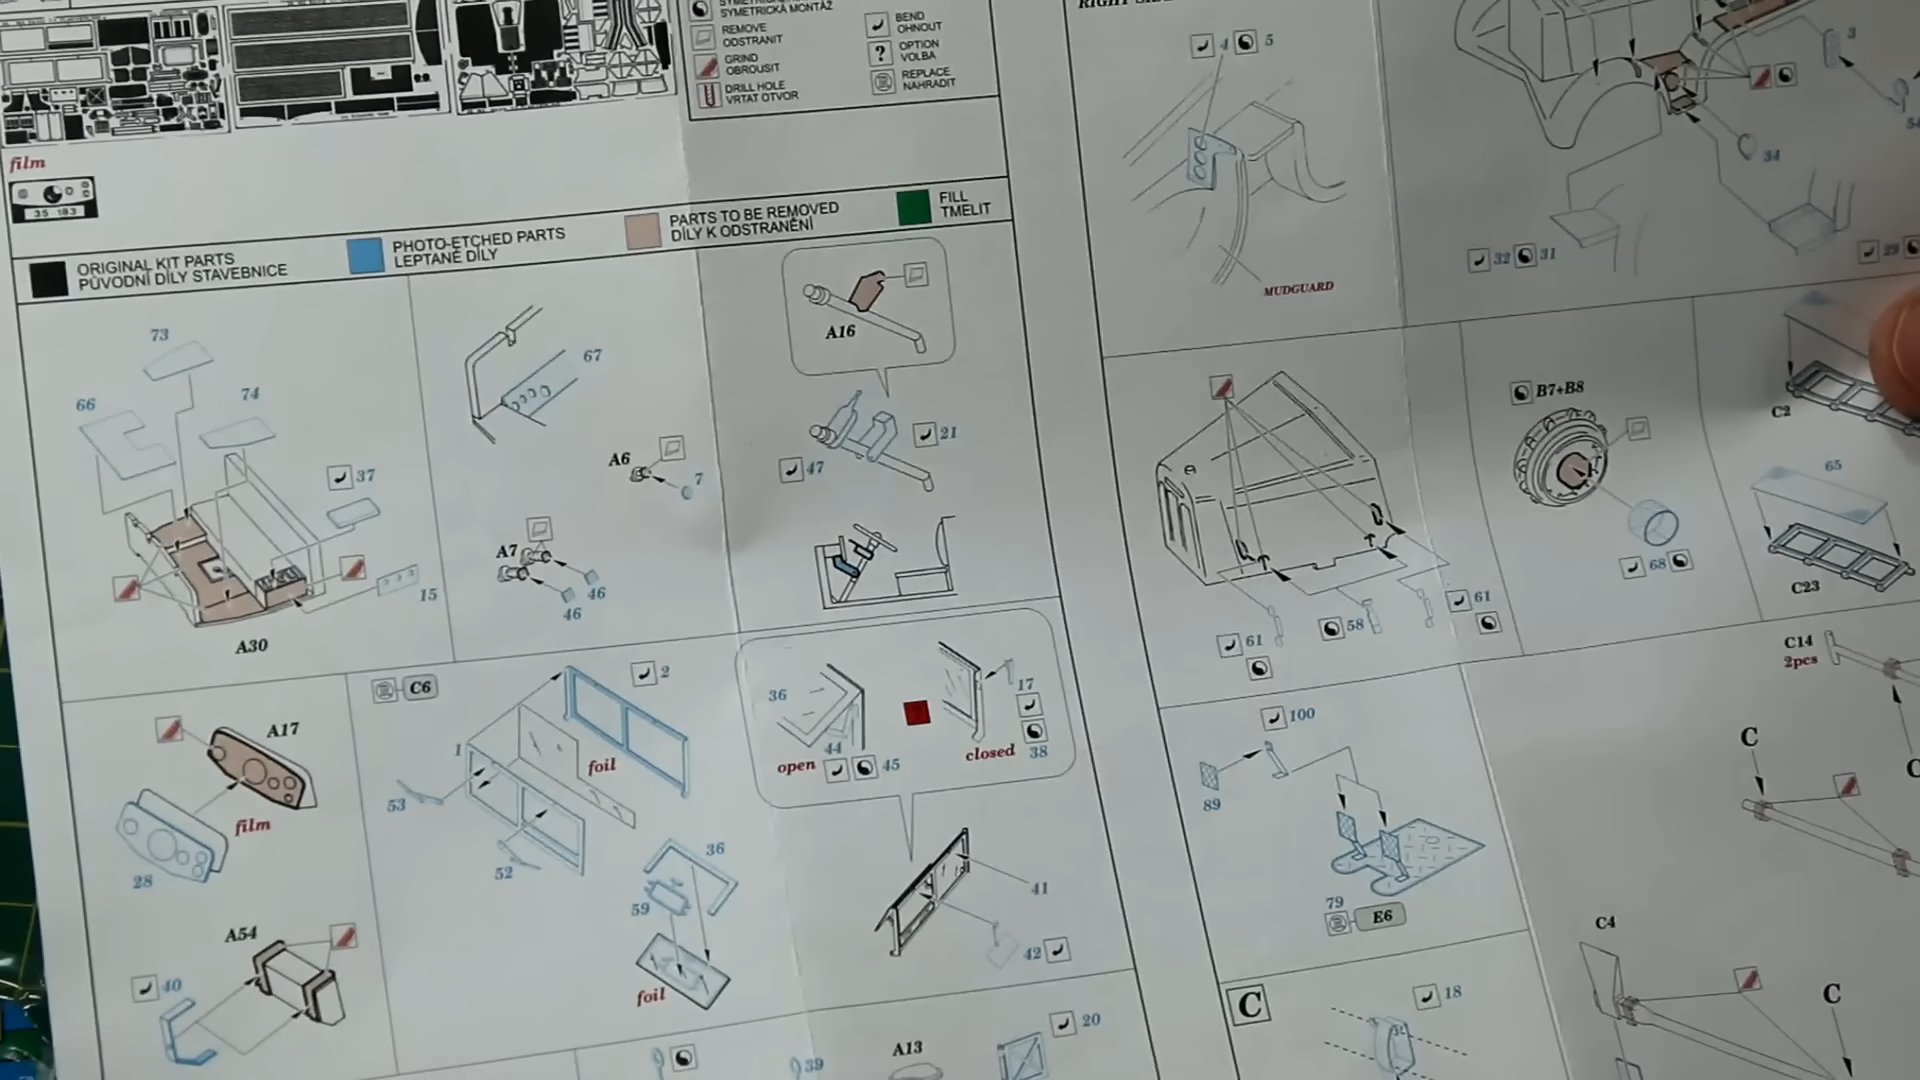 SYMETRICKÁ MONTÁŽ
REMOVE
ODSTRANIT
GRIND
OBROUSIT
DRILL HOLE
VRTAT OTVOR
BEND
OHNOUT
?
OPTION
VOLBA
REPLACE
NAHRADIT
film
35 183
ORIGINAL KIT PARTS
PŮVODNÍ DÍLY STAVEBNICE
PHOTO-ETCHED PARTS
LEPTANÉ DÍLY
PARTS TO BE REMOVED
DÍLY K ODSTRANĚNÍ
FILL
TMELIT
73
66
74
37
15
A30
67
A6
7
A7
46
46
A16
21
47
A17
film
28
A54
40
C6
2
1
foil
53
52
36
59
foil
36
44
open
45
17
closed
38
41
42
39
A13
20
4
5
MUDGUARD
3
34
32
31
29
61
58
61
B7+B8
68
C2
65
C23
C14
2pcs
100
89
79
E6
C
C
C4
C
18